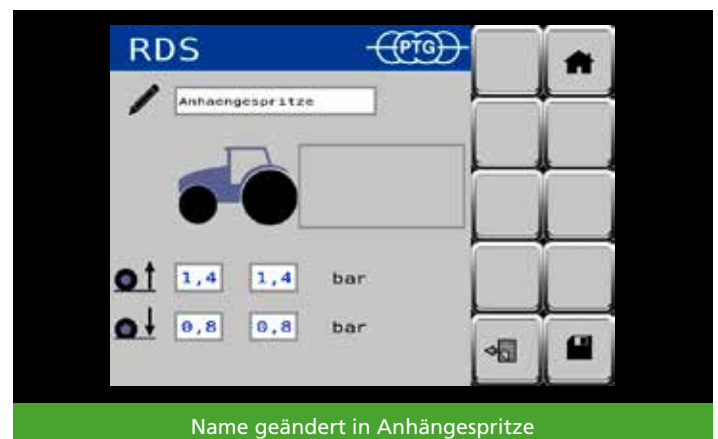 RDS PTG
Anhaengespritze
1,4 1,4 bar
0,8 0,8 bar
Name geändert in Anhängespritze